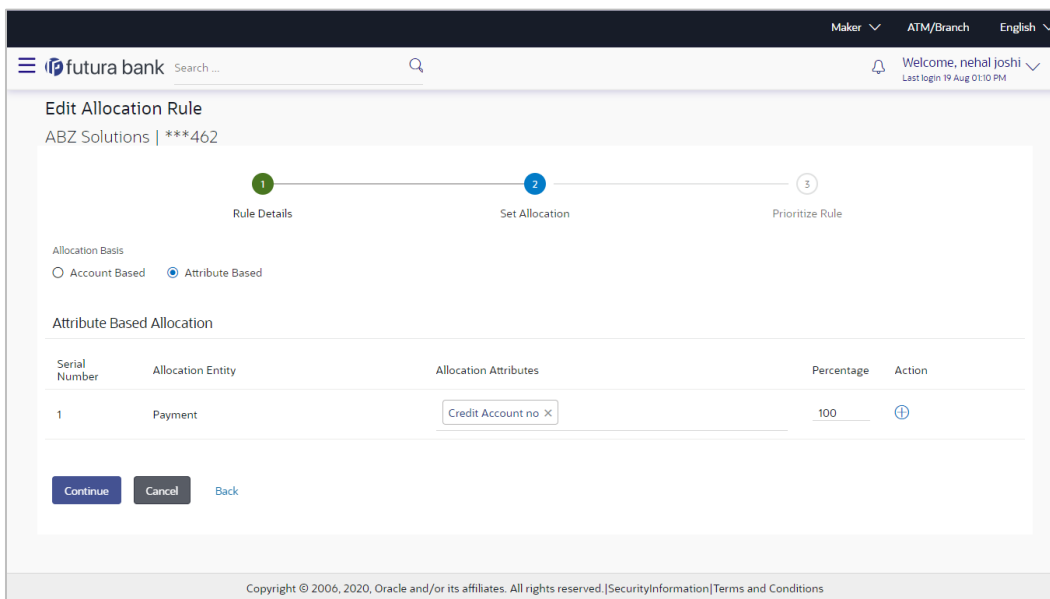 Maker ATM/Branch English
futura bank Search ... Welcome, nehal joshi
Last login 19 Aug 01:10 PM
Edit Allocation Rule
ABZ Solutions | ***462
1 2 3
Rule Details Set Allocation Prioritize Rule
Allocation Basis
Account Based Attribute Based
Attribute Based Allocation
Serial Number Allocation Entity Allocation Attributes Percentage Action
1 Payment Credit Account no × 100
Continue Cancel Back
Copyright © 2006, 2020, Oracle and/or its affiliates. All rights reserved.|SecurityInformation|Terms and Conditions